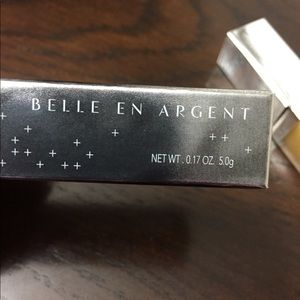 BELLE EN ARGENT
NET WT. 0.17 OZ. 5.0g